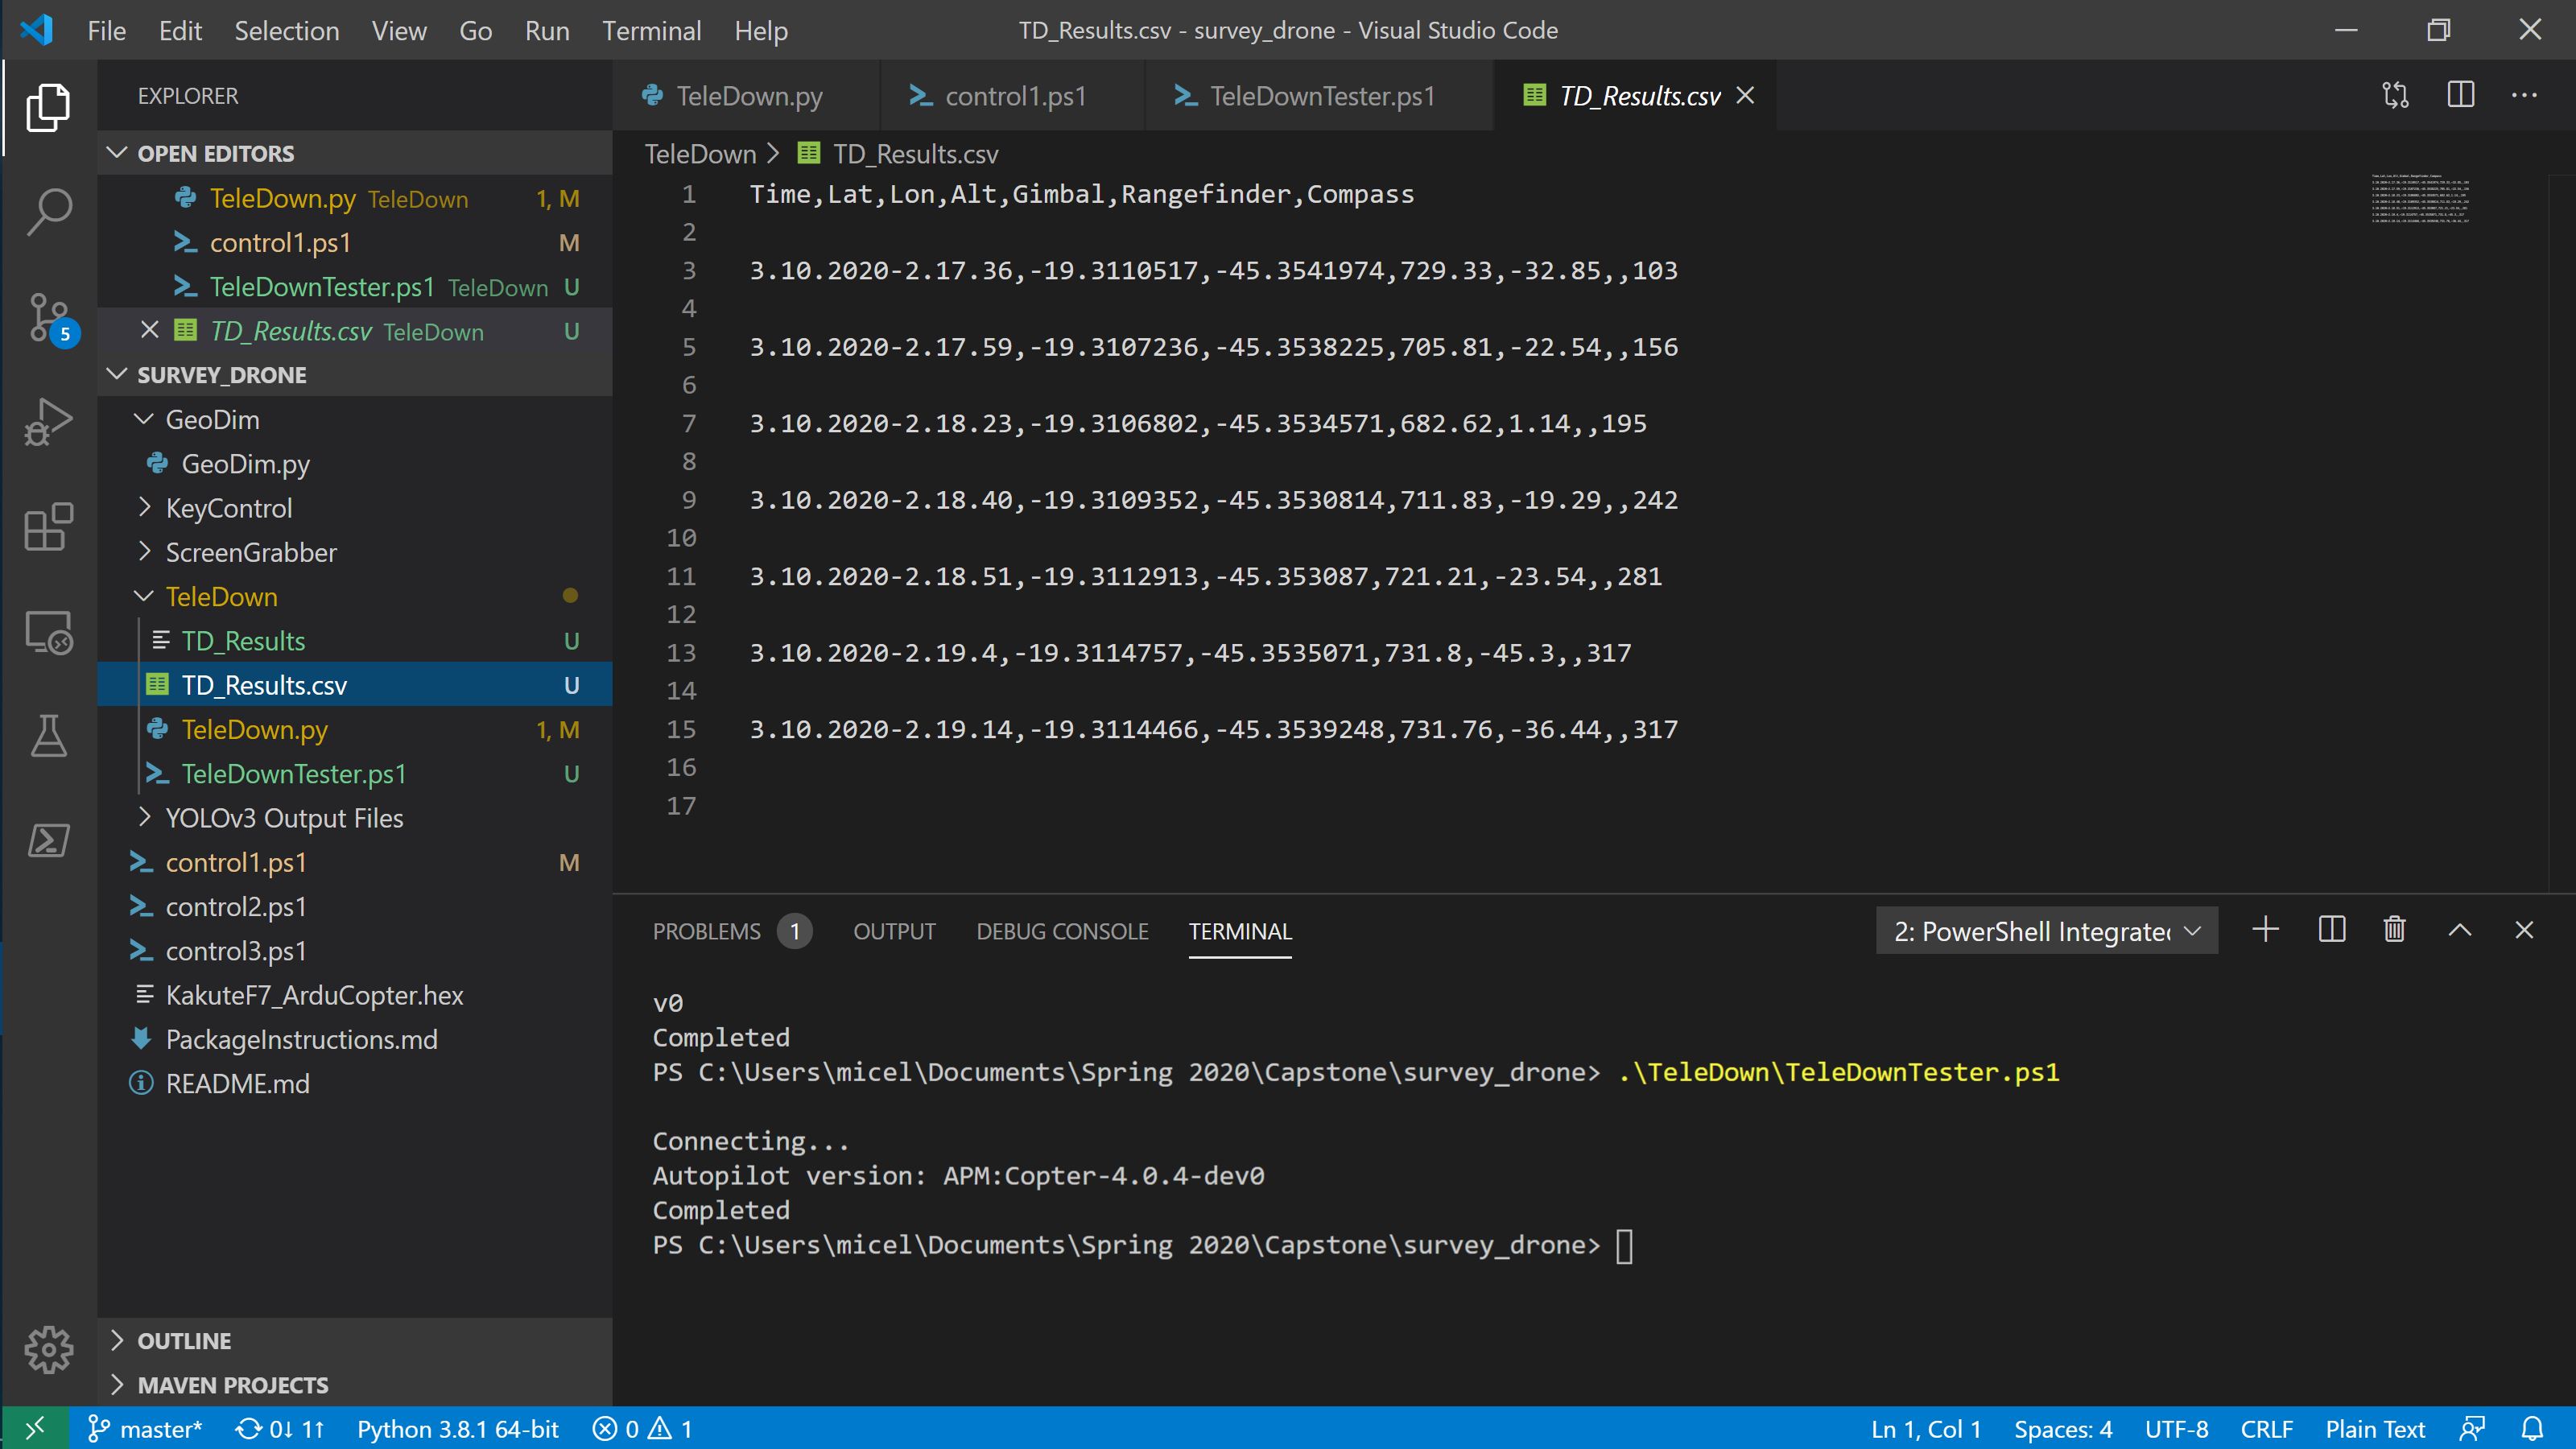 File Edit Selection View Go Run Terminal Help
TD_Results.csv - survey_drone - Visual Studio Code
EXPLORER
OPEN EDITORS
TeleDown.py TeleDown 1, M
control1.ps1 M
TeleDownTester.ps1 TeleDown U
TD_Results.csv TeleDown U
SURVEY_DRONE
GeoDim
GeoDim.py
KeyControl
ScreenGrabber
TeleDown
TD_Results U
TD_Results.csv U
TeleDown.py 1, M
TeleDownTester.ps1 U
YOLOv3 Output Files
control1.ps1 M
control2.ps1
control3.ps1
KakuteF7_ArduCopter.hex
PackageInstructions.md
README.md
OUTLINE
MAVEN PROJECTS
5
TeleDown.py control1.ps1 TeleDownTester.ps1 TD_Results.csv
TeleDown > TD_Results.csv
1 Time,Lat,Lon,Alt,Gimbal,Rangefinder,Compass
2
3 3.10.2020-2.17.36,-19.3110517,-45.3541974,729.33,-32.85,,103
4
5 3.10.2020-2.17.59,-19.3107236,-45.3538225,705.81,-22.54,,156
6
7 3.10.2020-2.18.23,-19.3106802,-45.3534571,682.62,1.14,,195
8
9 3.10.2020-2.18.40,-19.3109352,-45.3530814,711.83,-19.29,,242
10
11 3.10.2020-2.18.51,-19.3112913,-45.353087,721.21,-23.54,,281
12
13 3.10.2020-2.19.4,-19.3114757,-45.3535071,731.8,-45.3,,317
14
15 3.10.2020-2.19.14,-19.3114466,-45.3539248,731.76,-36.44,,317
16
17
PROBLEMS 1 OUTPUT DEBUG CONSOLE TERMINAL
2: PowerShell Integrated
v0
Completed
PS C:\Users\micel\Documents\Spring 2020\Capstone\survey_drone> .\TeleDown\TeleDownTester.ps1
Connecting...
Autopilot version: APM:Copter-4.0.4-dev0
Completed
PS C:\Users\micel\Documents\Spring 2020\Capstone\survey_drone>
master* 0↓ 1↑ Python 3.8.1 64-bit 0 1
Ln 1, Col 1 Spaces: 4 UTF-8 CRLF Plain Text